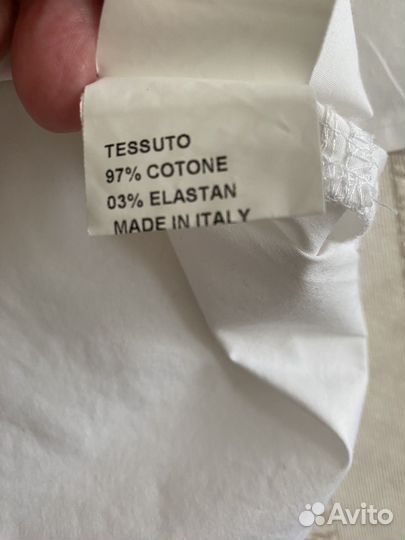 TESSUTO
97% COTONE
03% ELASTAN
MADE IN ITALY
Avito